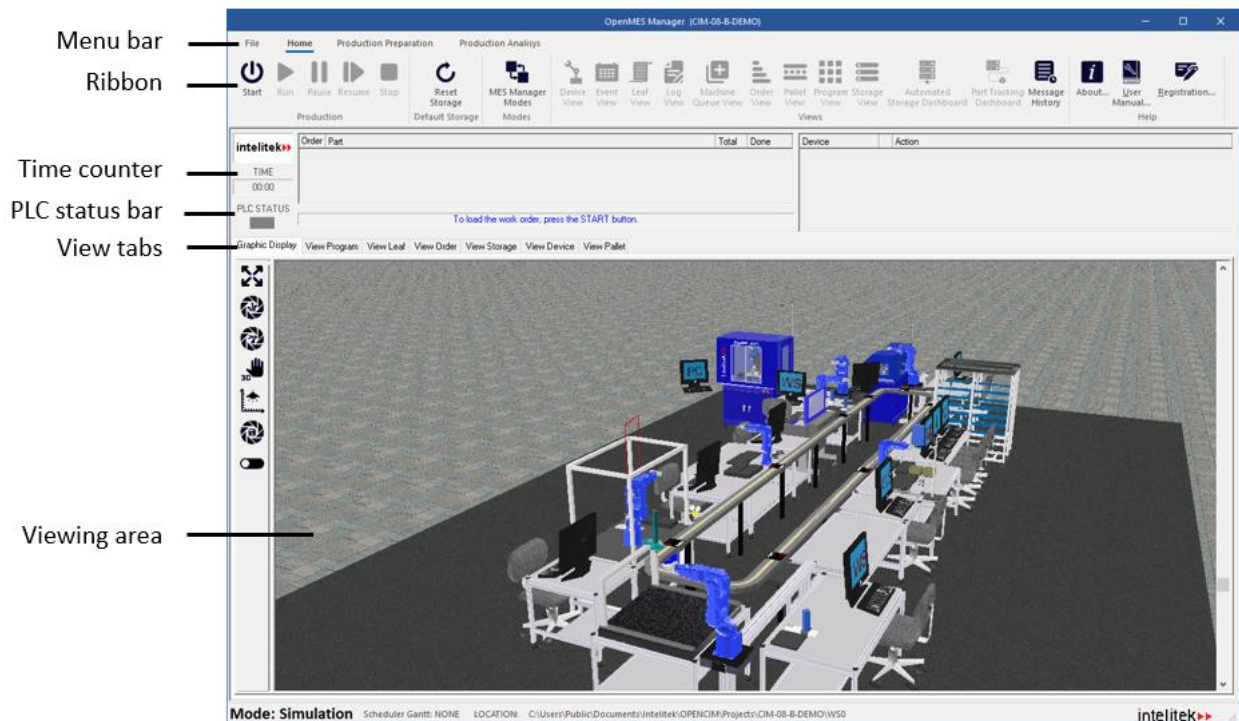 OpenMES Manager (CIM-08-B-DEMO)
Menu bar
File Home Production Preparation Production Analisys
Ribbon
Start Run Pause Resume Stop
Reset Storage
MES Manager Modes
Device View
Event View
Leaf View
Log View
Machine Queue View
Order View
Pallet View
Program View
Storage View
Automated Storage Dashboard
Part Tracking Dashboard
Message History
About...
User Manual...
Registration...
Production Default Storage Modes Views Help
intelitek
Order Part Total Done
Device Action
Time counter
TIME
00:00
PLC status bar
PLC STATUS
To load the work order, press the START button.
View tabs
Graphic Display View Program View Leaf View Order View Storage View Device View Pallet
3D
PC
WS
WS
WS
Viewing area
Mode: Simulation Scheduler Gantt: NONE LOCATION: C:\Users\Public\Documents\Intelitek\OPENCIM\Projects\CIM-08-B-DEMO\WS0
intelitek